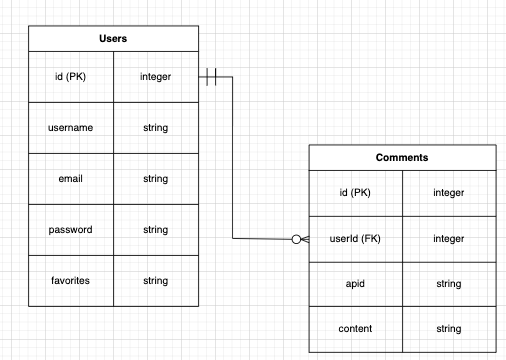 Users
id (PK) integer
username string
email string
password string
favorites string
Comments
id (PK) integer
userId (FK) integer
apid string
content string